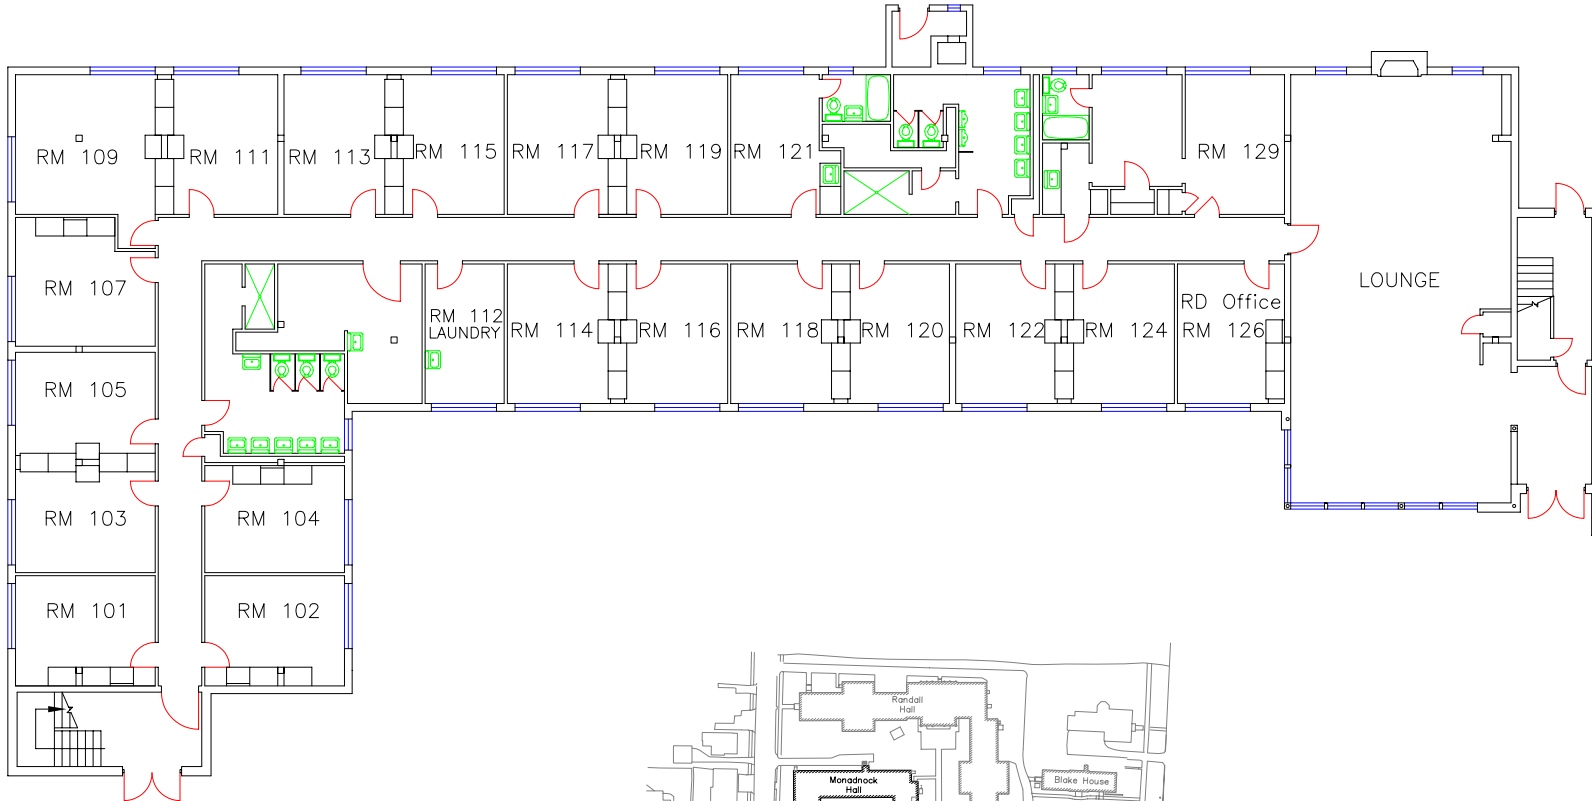 RM 109
RM 111
RM 113
RM 115
RM 117
RM 119
RM 121
RM 129
RM 107
RM 112
LAUNDRY
RM 114
RM 116
RM 118
RM 120
RM 122
RM 124
RD Office
RM 126
LOUNGE
RM 105
RM 103
RM 104
RM 101
RM 102
Randall
Hall
Monadnock
Hall
Blake House